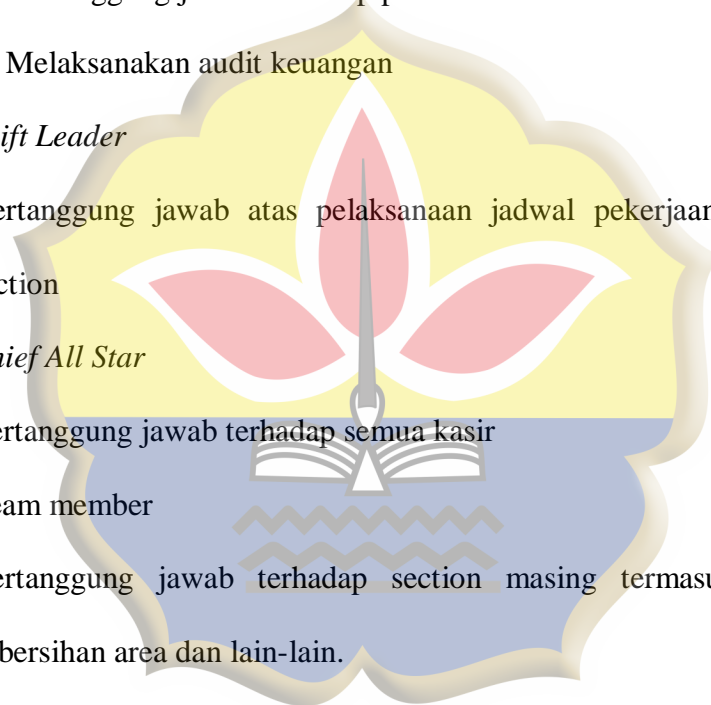 Melaksanakan audit keuangan
ift Leader
ertanggung jawab atas pelaksanaan jadwal pekerjaan
ction
hief All Star
ertanggung jawab terhadap semua kasir
eam member
ertanggung jawab terhadap section masing termasu
bersihan area dan lain-lain.